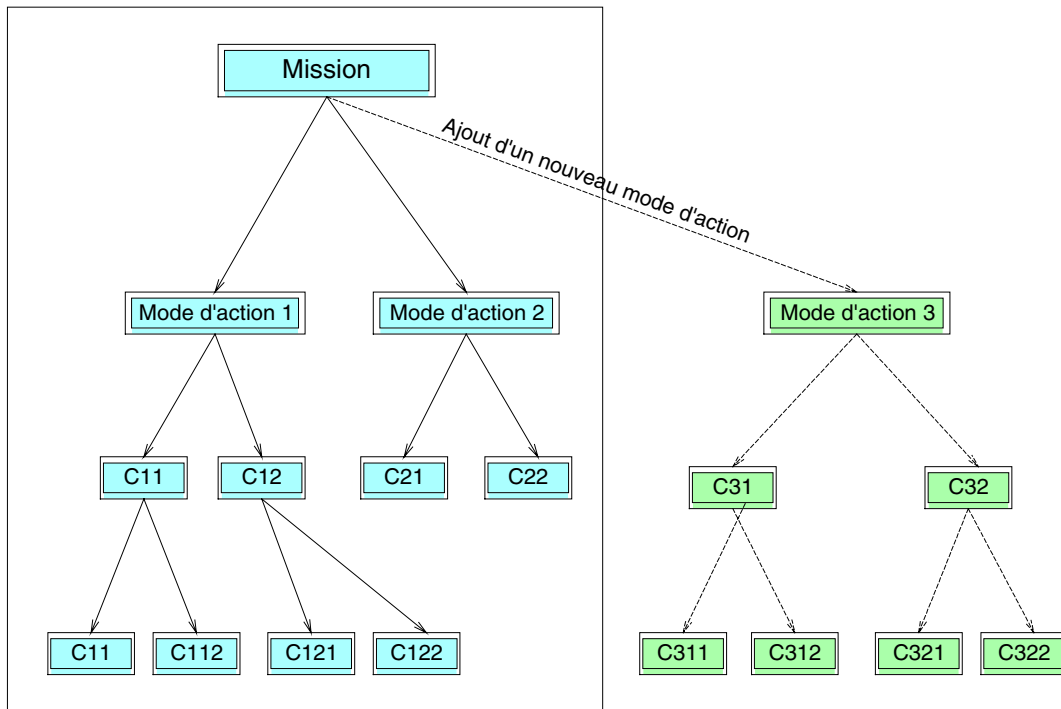 Mission
Ajout d'un nouveau mode d'action
Mode d'action 1
Mode d'action 2
Mode d'action 3
C11
C12
C21
C22
C31
C32
C11
C112
C121
C122
C311
C312
C321
C322